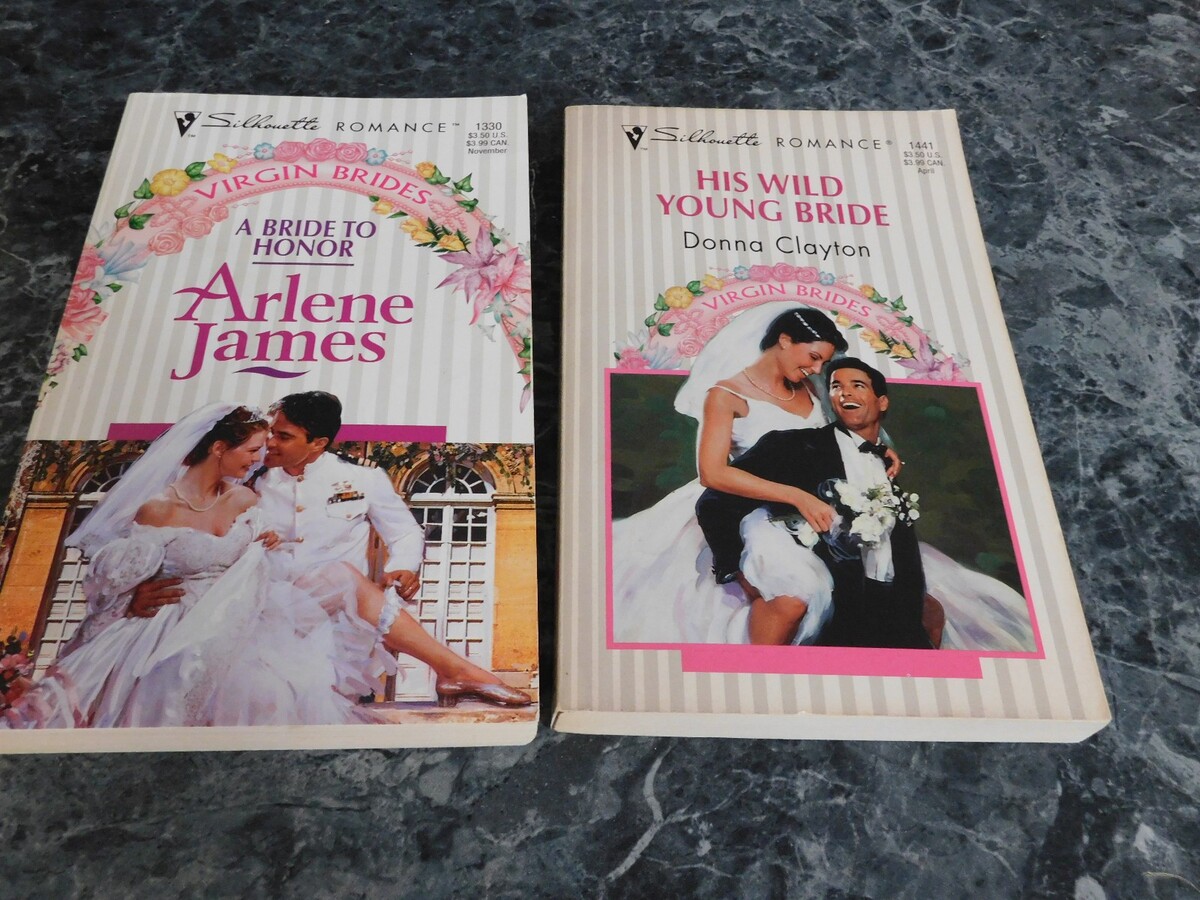 Silhouette ROMANCE™
1330
$3.50 U.S.
$3.99 CAN.
November
VIRGIN BRIDES
A BRIDE TO
HONOR
Arlene
James
Silhouette ROMANCE®
1441
$3.50 U.S.
$3.99 CAN.
April
HIS WILD
YOUNG BRIDE
Donna Clayton
VIRGIN BRIDES